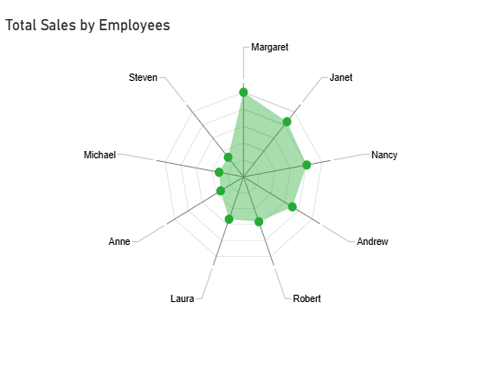 Total Sales by Employees
Margaret
Steven
Janet
Michael
Nancy
Anne
Andrew
Laura
Robert